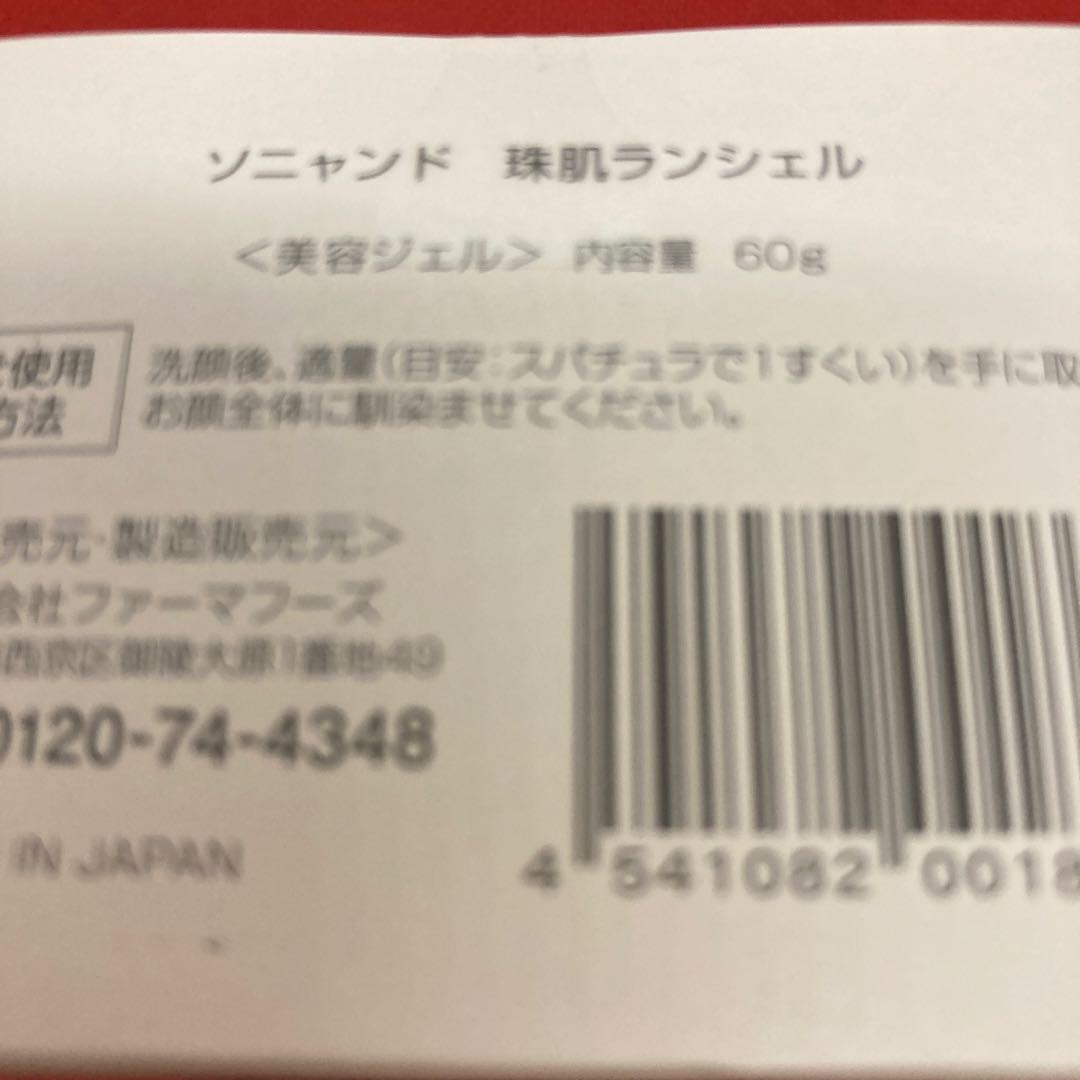 ソニャンド 珠肌ランシェル
<美容ジェル> 内容量 60g
使用
方法
洗顔後、適量(目安:スパチュラで1すくい)を手に取
お顔全体に馴染ませてください。
売元・製造販売元>
会社ファーマフーズ
西京区御陵大原1番地49
0120-74-4348
IN JAPAN
4 541082 0018